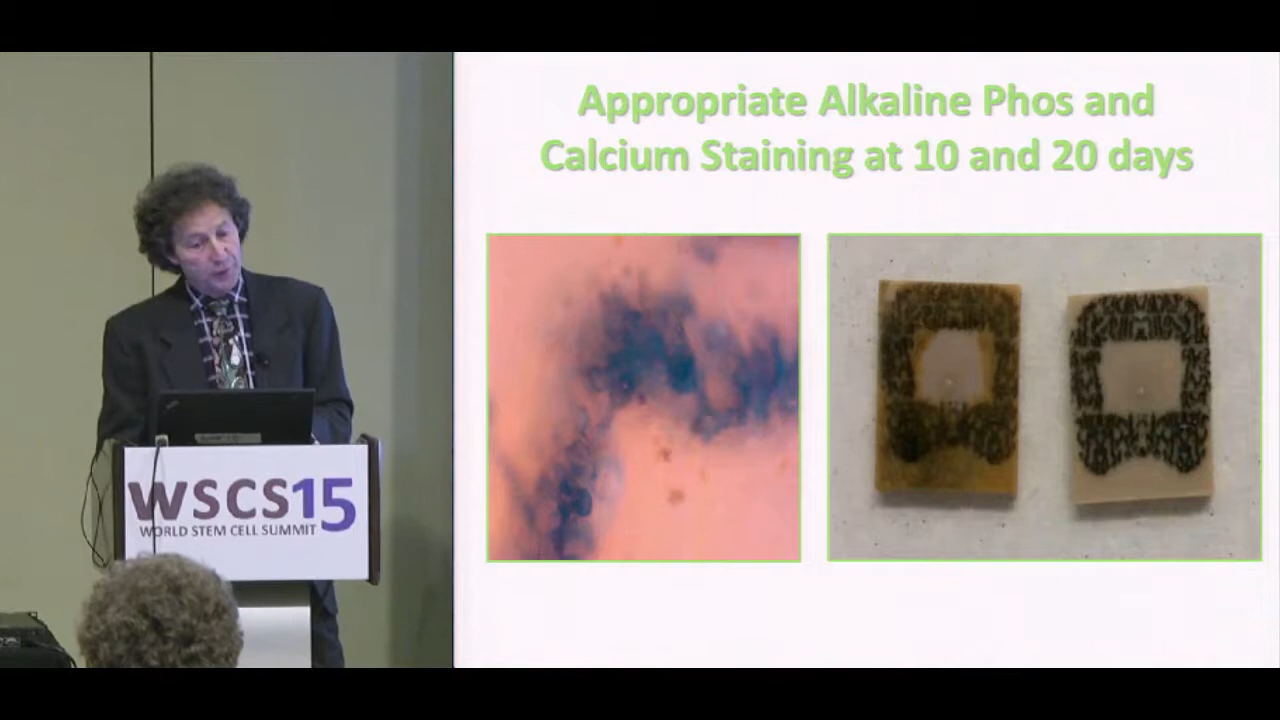 Appropriate Alkaline Phos and
Calcium Staining at 10 and 20 days
WSCS15
WORLD STEM CELL SUMMIT